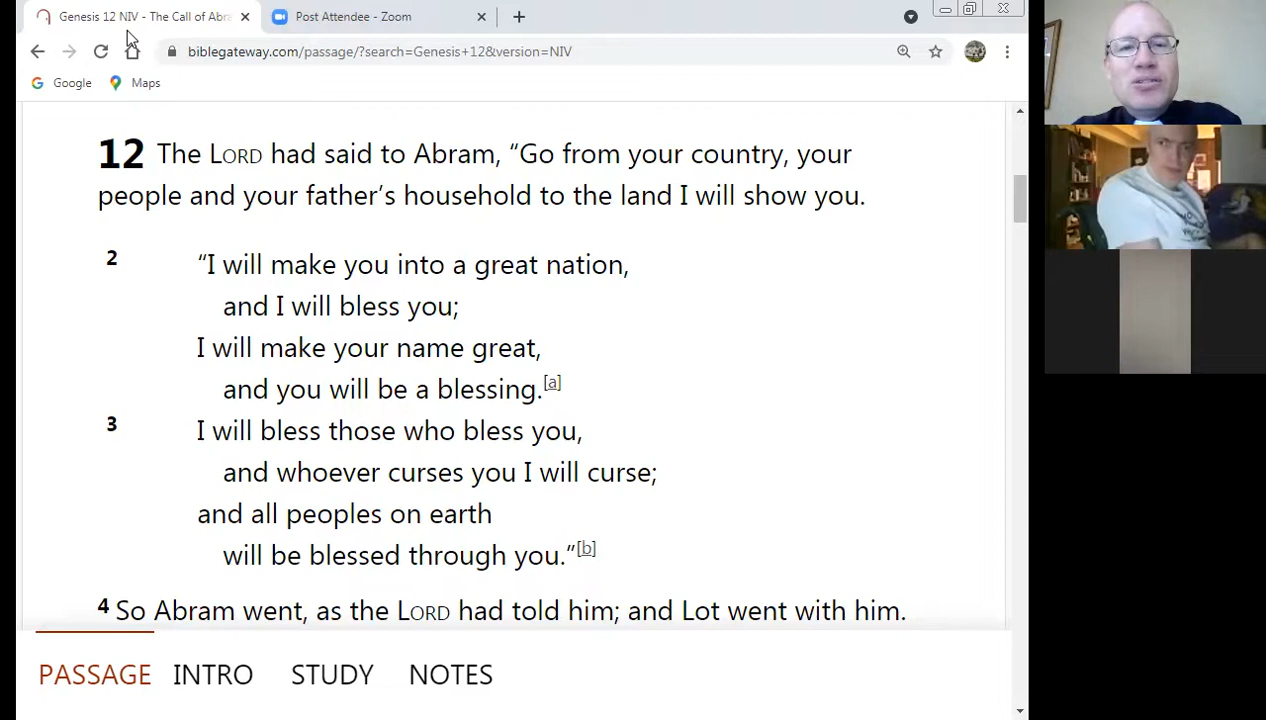 Genesis 12 NIV - The Call of Abra
Post Attendee - Zoom
biblegateway.com/passage/?search=Genesis+12&version=NIV
Google
Maps
12 The LORD had said to Abram, “Go from your country, your
people and your father’s household to the land I will show you.
2 “I will make you into a great nation,
and I will bless you;
I will make your name great,
and you will be a blessing.[a]
3 I will bless those who bless you,
and whoever curses you I will curse;
and all peoples on earth
will be blessed through you.”[b]
4 So Abram went, as the LORD had told him; and Lot went with him.
PASSAGE INTRO STUDY NOTES